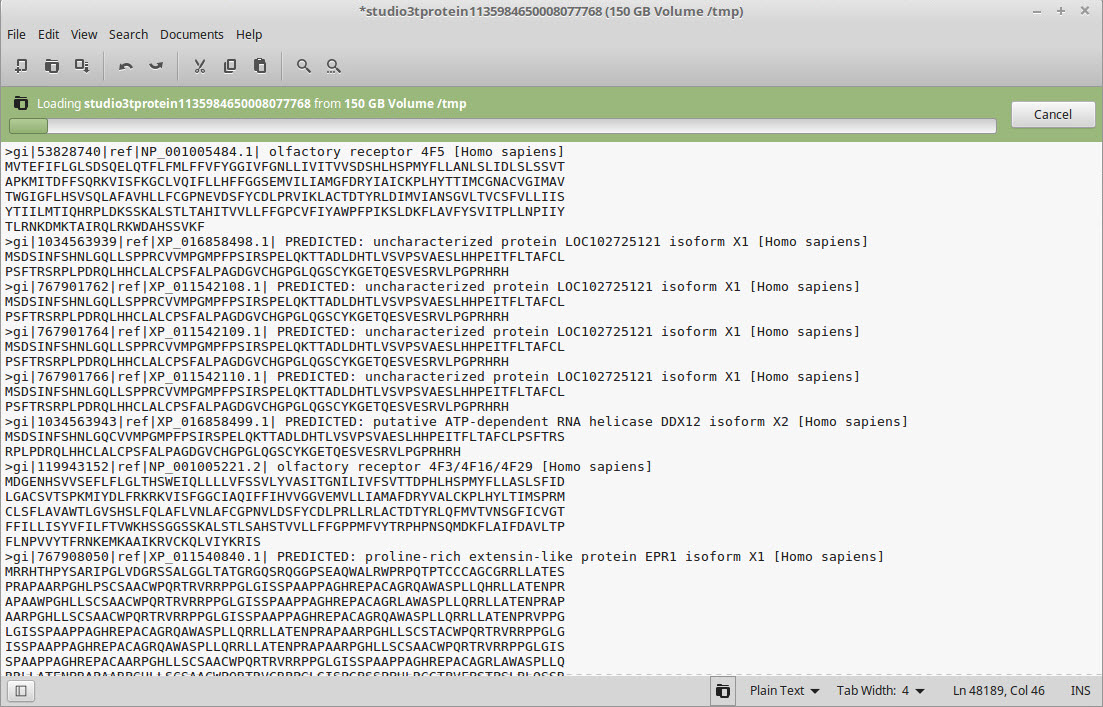 *studio3tprotein1135984650008077768 (150 GB Volume /tmp)
File Edit View Search Documents Help
Loading studio3tprotein1135984650008077768 from 150 GB Volume /tmp
Cancel
>gi|53828740|ref|NP_001005484.1| olfactory receptor 4F5 [Homo sapiens]
MVTEFIFLGLSDSQELQTFLFMLFFVFYGGIVFGNLLIVITVVSDSHLHSPMYFLLANLSLIDLSLSSVT
APKMITDFFSQRKVISFKGCLVQIFLLHFFGGSEMVILIAMGFDRYIAICKPLHYTTIMCGNACVGIMAV
TWGIGFLHSVSQLAFAVHLLFCGPNEVDSFYCDLPRVIKLACTDTYRLDIMVIANSGVLTVCSFVLLIIS
YTIILMTIQHRPLDKSSKALSTLTAHITVVLLFFGPCVFIYAWPFPIKSLDKFLAVFYSVITPLLNPIIY
TLRNKDMKTAIRQLRKWDAHSSVKF
>gi|1034563939|ref|XP_016858498.1| PREDICTED: uncharacterized protein LOC102725121 isoform X1 [Homo sapiens]
MSDSINFSHNLGQLLSPPRCVVMPGMPFPSIRSPELQKTTADLDHTLVSVPSVAESLHHPEITFLTAFCL
PSFTRSRPLPDRQLHHCLALCPSFALPAGDGVCHGPGLQGSCYKGETQESVESRVLPGPRHRH
>gi|767901762|ref|XP_011542108.1| PREDICTED: uncharacterized protein LOC102725121 isoform X1 [Homo sapiens]
MSDSINFSHNLGQLLSPPRCVVMPGMPFPSIRSPELQKTTADLDHTLVSVPSVAESLHHPEITFLTAFCL
PSFTRSRPLPDRQLHHCLALCPSFALPAGDGVCHGPGLQGSCYKGETQESVESRVLPGPRHRH
>gi|767901764|ref|XP_011542109.1| PREDICTED: uncharacterized protein LOC102725121 isoform X1 [Homo sapiens]
MSDSINFSHNLGQLLSPPRCVVMPGMPFPSIRSPELQKTTADLDHTLVSVPSVAESLHHPEITFLTAFCL
PSFTRSRPLPDRQLHHCLALCPSFALPAGDGVCHGPGLQGSCYKGETQESVESRVLPGPRHRH
>gi|767901766|ref|XP_011542110.1| PREDICTED: uncharacterized protein LOC102725121 isoform X1 [Homo sapiens]
MSDSINFSHNLGQLLSPPRCVVMPGMPFPSIRSPELQKTTADLDHTLVSVPSVAESLHHPEITFLTAFCL
PSFTRSRPLPDRQLHHCLALCPSFALPAGDGVCHGPGLQGSCYKGETQESVESRVLPGPRHRH
>gi|1034563943|ref|XP_016858499.1| PREDICTED: putative ATP-dependent RNA helicase DDX12 isoform X2 [Homo sapiens]
MSDSINFSHNLGQCVVMPGMPFPSIRSPELQKTTADLDHTLVSVPSVAESLHHPEITFLTAFCLPSFTRS
RPLPDRQLHHCLALCPSFALPAGDGVCHGPGLQGSCYKGETQESVESRVLPGPRHRH
>gi|119943152|ref|NP_001005221.2| olfactory receptor 4F3/4F16/4F29 [Homo sapiens]
MDGENHSVVSEFLFLGLTHSWEIQLLLLVFSSVLYVASITGNILIVFSVTTDPHLHSPMYFLLASLSFID
LGACSVTSPKMIYDLFRKRKVISFGGCIAQIFFIHVVGGVEMVLLIAMAFDRYVALCKPLHYLTIMSPRM
CLSFLAVAWTLGVSHSLFQLAFLVNLAFCGPNVLDSFYCDLPRLLRLACTDTYRLQFMVTVNSGFICVGT
FFILLISYVFILFTVWKHSSGGSSKALSTLSAHSTVVLLFFGPPMFVYTRPHPNSQMDKFLAIFDAVLTP
FLNPVVYTFRNKEMKAAIKRVCKQLVIYKRIS
>gi|767908050|ref|XP_011540840.1| PREDICTED: proline-rich extensin-like protein EPR1 isoform X1 [Homo sapiens]
MRRHTHPYSARIPGLVDGRSSALGGLTATGRGQSRQGGPSEAQWALRWPRPQTPTCCCAGCGRRLLATES
PRAPAARPGHLPSCSAACWPQRTRVRRPPGLGISSPAAPPAGHREPACAGRQAWASPLLQHRLLATENPR
APAAWPGHLLSCSAACWPQRTRVRRPPGLGISSPAAPPAGHREPACAGRLAWASPLLQRRLLATENPRAP
AARPGHLLSCSAACWPQRTRVRRPPGLGISSPAAPPAGHREPACAGRQAWASPLLQRRLLATENPRVPPG
LGISSPAAPPAGHREPACAGRQAWASPLLQRRLLATENPRAPAARPGHLLSCSTACWPQRTRVRRPPGLG
ISSPAAPPAGHREPACAGRQAWASPLLQRRLLATENPRAPAARPGHLLSCSAACWPQRTRVRRPPGLGIS
SPAAPPAGHREPACAARPGHLLSCSAACWPQRTRVRRPPGLGISSPAAPPAGHREPACAGRLAWASPLLQ
Plain Text Tab Width: 4 Ln 48189, Col 46 INS